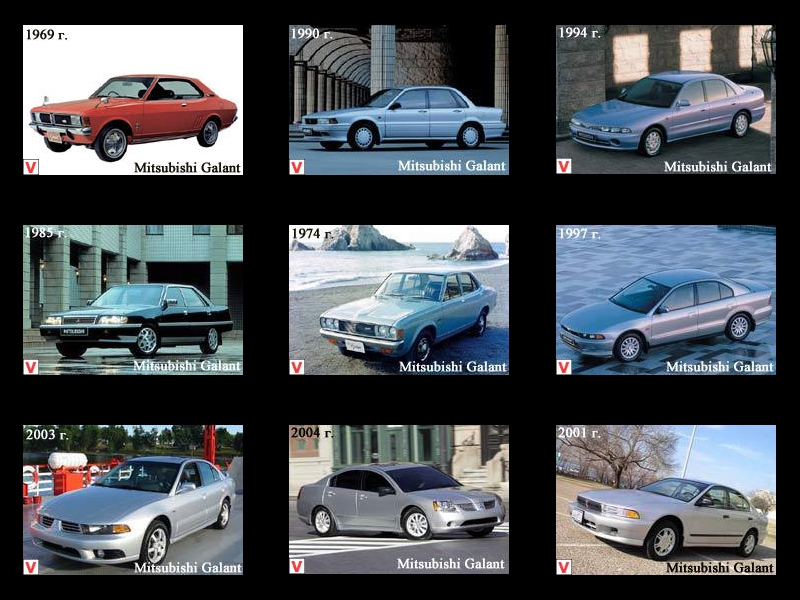 1969 г.
V
Mitsubishi Galant
1990 г.
V
Mitsubishi Galant
1994 г.
V
Mitsubishi Galant
1985 г.
V
Mitsubishi Galant
1974 г.
V
Mitsubishi Galant
1997 г.
V
Mitsubishi Galant
2003 г.
V
Mitsubishi Galant
2004 г.
V
Mitsubishi Galant
2001 г.
V
Mitsubishi Galant